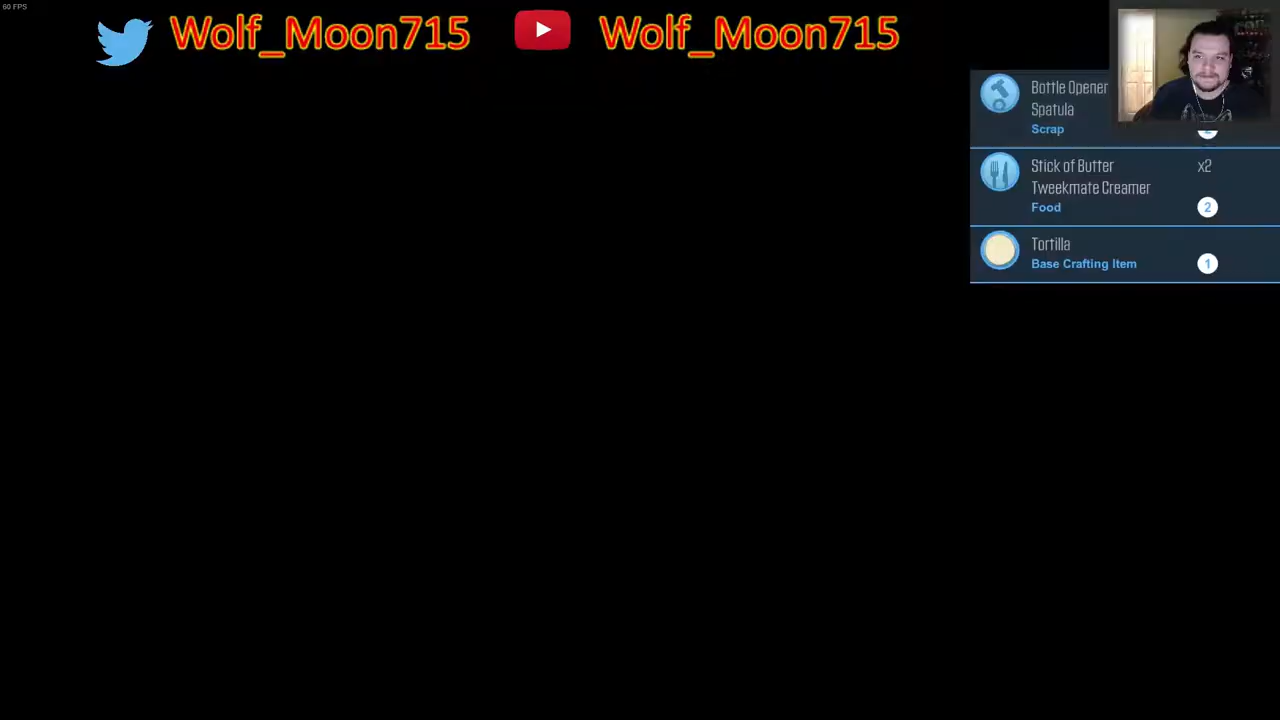 60 FPS
Wolf_Moon715
Wolf_Moon715
Bottle Opener
Spatula
Scrap
Stick of Butter x2
Tweekmate Creamer
Food 2
Tortilla
Base Crafting Item 1